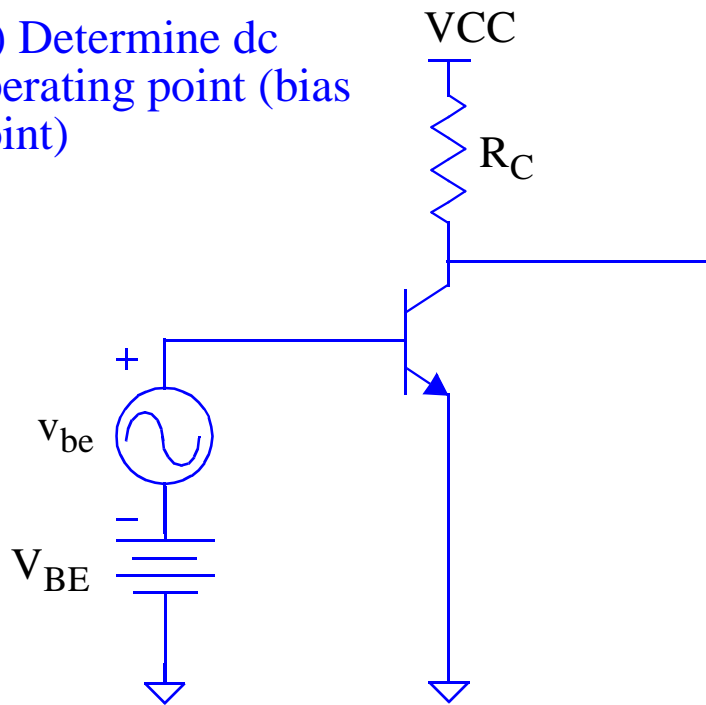 ) Determine dc
erating point (bias
int)
VCC
R_C
+
v_be
−
V_BE